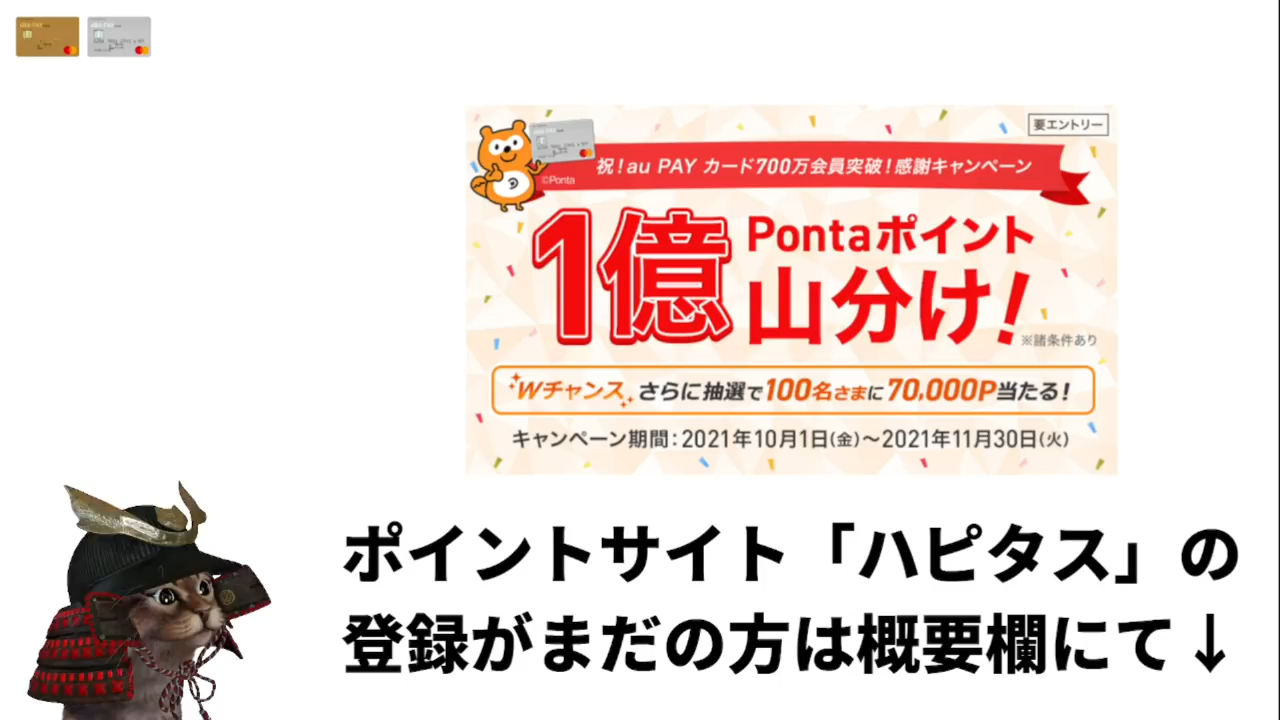 要エントリー
祝!au PAY カード700万会員突破!感謝キャンペーン
©Ponta
1億 Pontaポイント
山分け!
※諸条件あり
Wチャンス さらに抽選で100名さまに70,000P当たる!
キャンペーン期間:2021年10月1日(金)~2021年11月30日(火)
ポイントサイト「ハピタス」の
登録がまだの方は概要欄にて↓